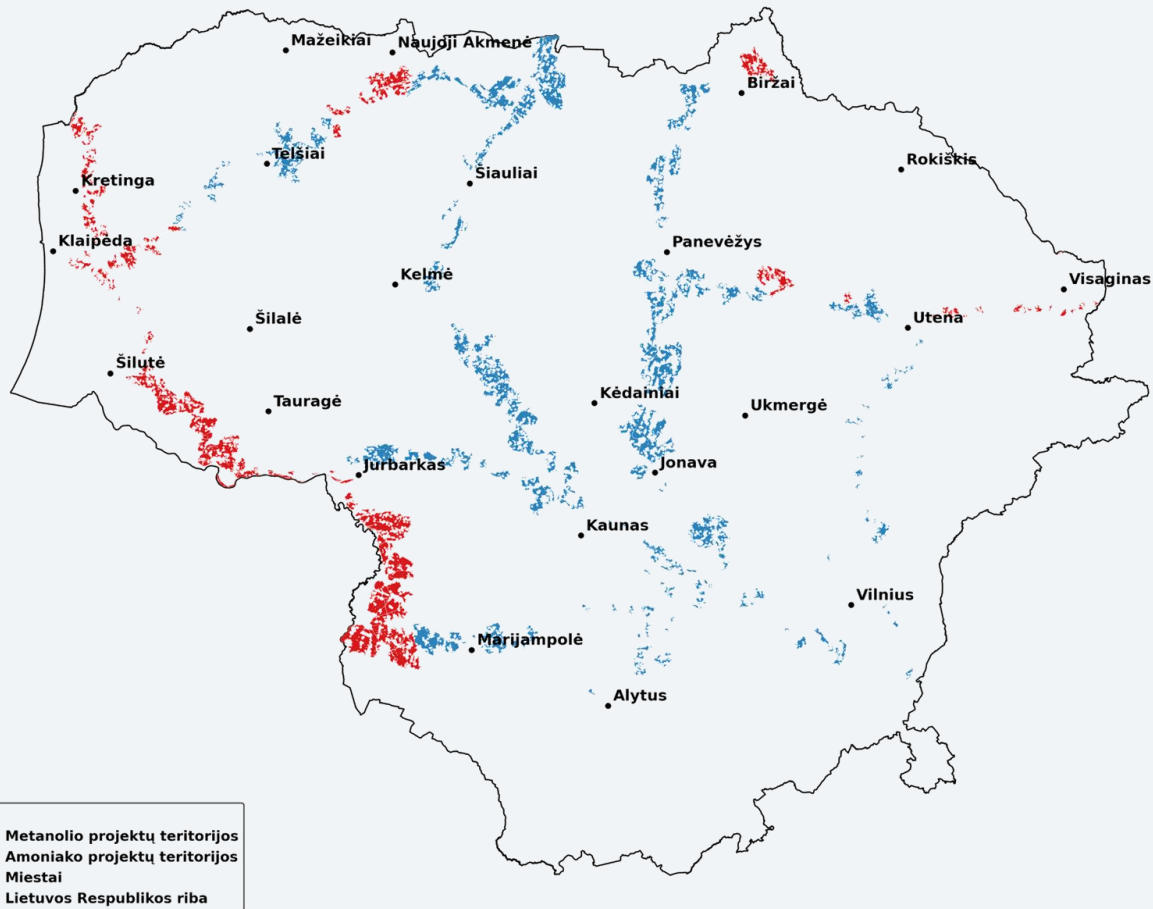 Mažeikiai
Naujoji Akmenė
Biržai
Telšiai
Rokiškis
Šiauliai
Kretinga
Klaipėda
Panevėžys
Kelmė
Visaginas
Šilalė
Utena
Šilutė
Tauragė
Kėdainiai
Ukmergė
Jurbarkas
Jonava
Kaunas
Vilnius
Marijampolė
Alytus
Metanolio projektų teritorijos
Amoniako projektų teritorijos
Miestai
Lietuvos Respublikos riba